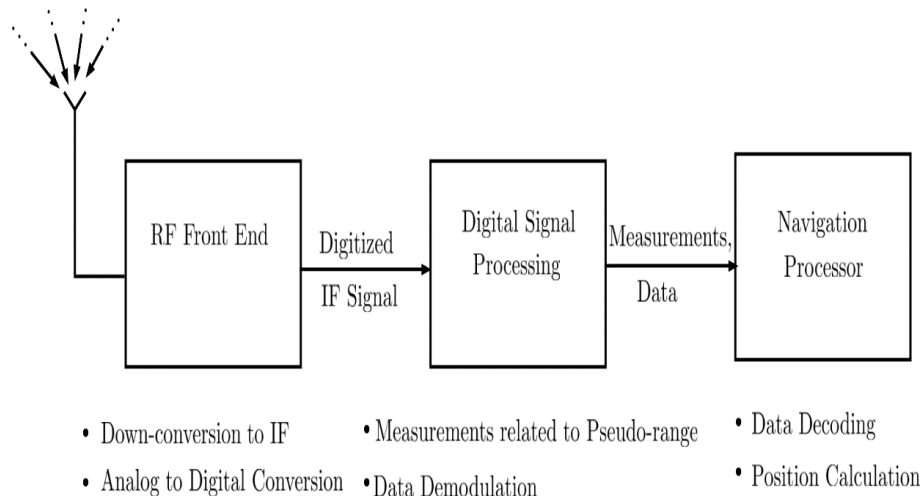 RF Front End
Digitized
IF Signal
Digital Signal
Processing
Measurements,
Data
Navigation
Processor
• Down-conversion to IF
• Analog to Digital Conversion
• Measurements related to Pseudo-range
• Data Demodulation
• Data Decoding
• Position Calculation